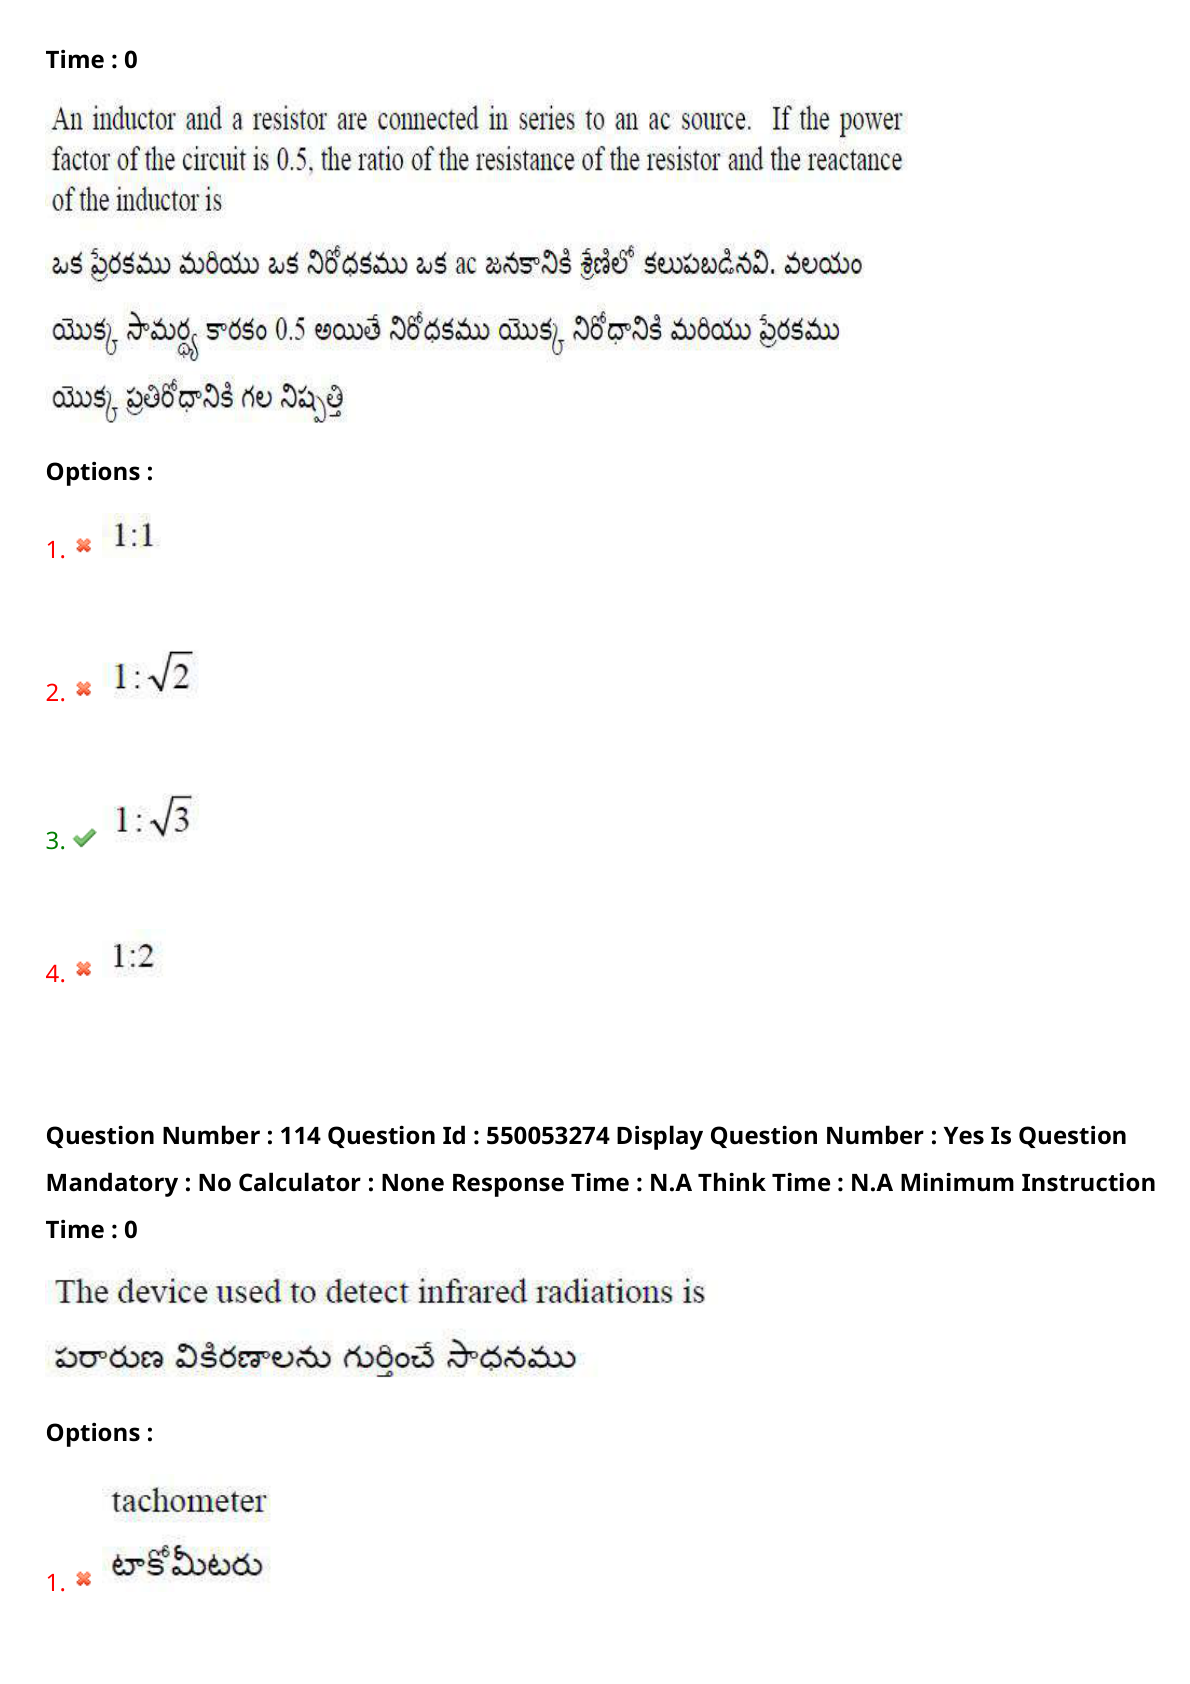 Time : 0
An inductor and a resistor are connected in series to an ac source. If the power
factor of the circuit is 0.5, the ratio of the resistance of the resistor and the reactance
of the inductor is
ఒక ప్రేరకము మరియు ఒక నిరోధకము ఒక ac జనకానికి శ్రేణిలో కలుపబడినవి. వలయం
యొక్క సామర్థ్య కారకం 0.5 అయితే నిరోధకము యొక్క నిరోధానికి మరియు ప్రేరకము
యొక్క ప్రతిరోధానికి గల నిష్పత్తి
Options :
1. 1:1
2. 1:√2
3. 1:√3
4. 1:2
Question Number : 114 Question Id : 550053274 Display Question Number : Yes Is Question
Mandatory : No Calculator : None Response Time : N.A Think Time : N.A Minimum Instruction
Time : 0
The device used to detect infrared radiations is
పరారుణ వికిరణాలను గుర్తించే సాధనము
Options :
tachometer
1. టాకోమీటరు